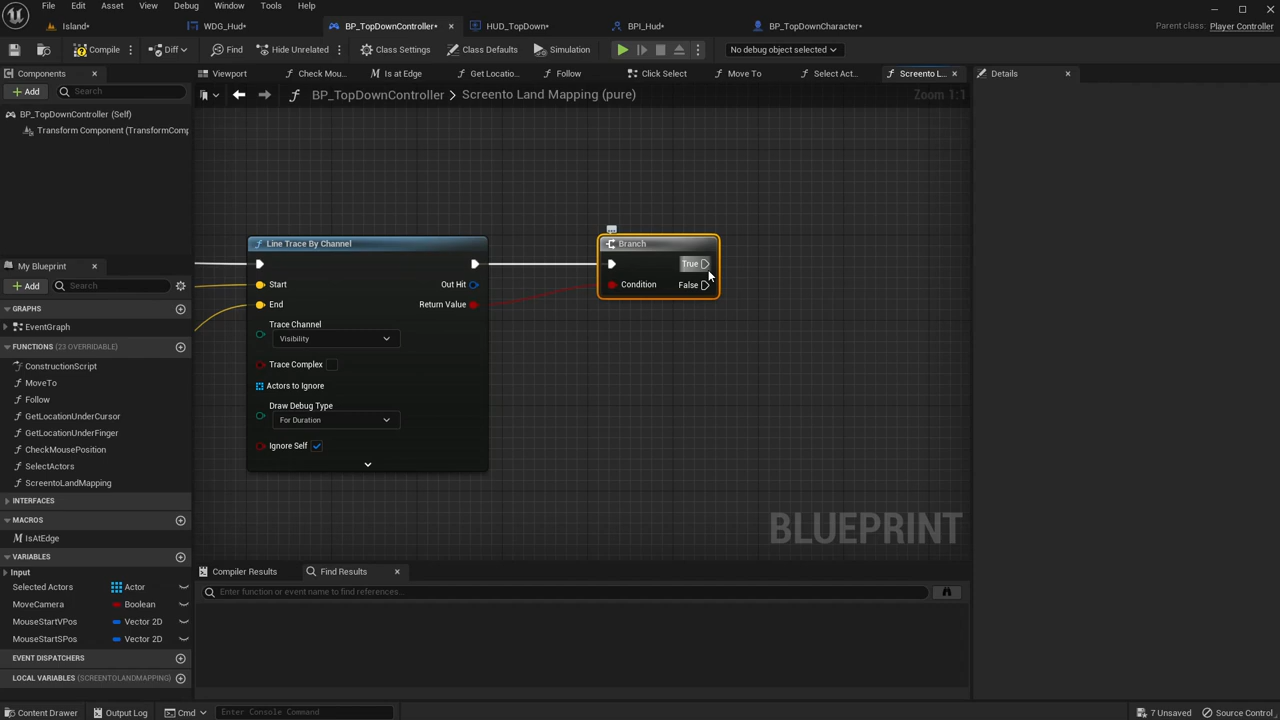 File Edit Asset View Debug Window Tools Help
Island* WDG_Hud* BP_TopDownController* HUD_TopDown* BPI_Hud* BP_TopDownCharacter* Parent class: Player Controller
Compile Diff Find Hide Unrelated Class Settings Class Defaults Simulation No debug object selected
Components Viewport Check Mou... Is at Edge Get Locatio... Follow Click Select Move To Select Act... Screento L... Details
Add Search BP_TopDownController > Screento Land Mapping (pure) Zoom 1:1
BP_TopDownController (Self)
Transform Component (TransformComp
My Blueprint
Add Search
GRAPHS
EventGraph
FUNCTIONS (23 OVERRIDABLE)
ConstructionScript
MoveTo
Follow
GetLocationUnderCursor
GetLocationUnderFinger
CheckMousePosition
SelectActors
ScreentoLandMapping
INTERFACES
MACROS
IsAtEdge
VARIABLES
Input
Selected Actors Actor
MoveCamera Boolean
MouseStartVPos Vector 2D
MouseStartSPos Vector 2D
EVENT DISPATCHERS
LOCAL VARIABLES (SCREENTOLANDMAPPING)
Line Trace By Channel
Start Out Hit
End Return Value
Trace Channel
Visibility
Trace Complex
Actors to Ignore
Draw Debug Type
For Duration
Ignore Self
Branch
True
Condition False
BLUEPRINT
Compiler Results Find Results
Enter function or event name to find references...
Content Drawer Output Log Cmd Enter Console Command 7 Unsaved Source Control